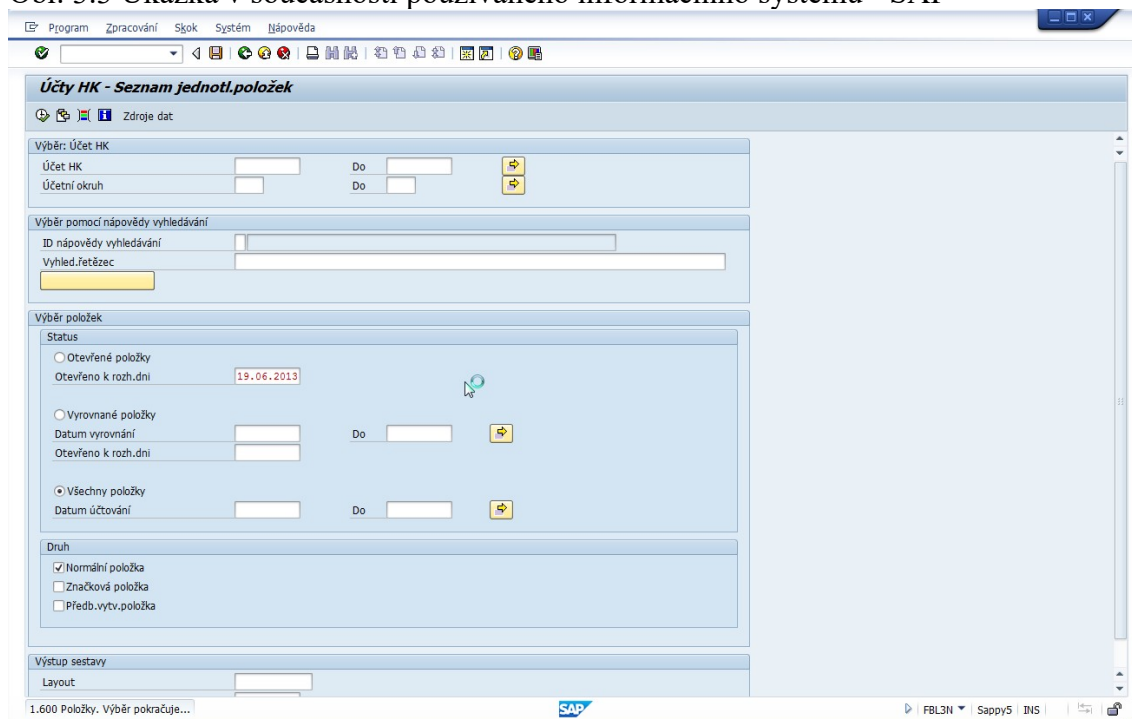 Obr. 3.3 Ukázka v současnosti používaného informačního systému - SAP
Program Zpracování Skok Systém Nápověda
Účty HK - Seznam jednotl.položek
Zdroje dat
Výběr: Účet HK
Účet HK Do
Účetní okruh Do
Výběr pomocí nápovědy vyhledávání
ID nápovědy vyhledávání
Vyhled.řetězec
Výběr položek
Status
Otevřené položky
Otevřeno k rozh.dni 19.06.2013
Vyrovnané položky
Datum vyrovnání Do
Otevřeno k rozh.dni
Všechny položky
Datum účtování Do
Druh
Normální položka
Značková položka
Předb.vytv.položka
Výstup sestavy
Layout
1.600 Položky. Výběr pokračuje... SAP FBL3N Sappy5 INS